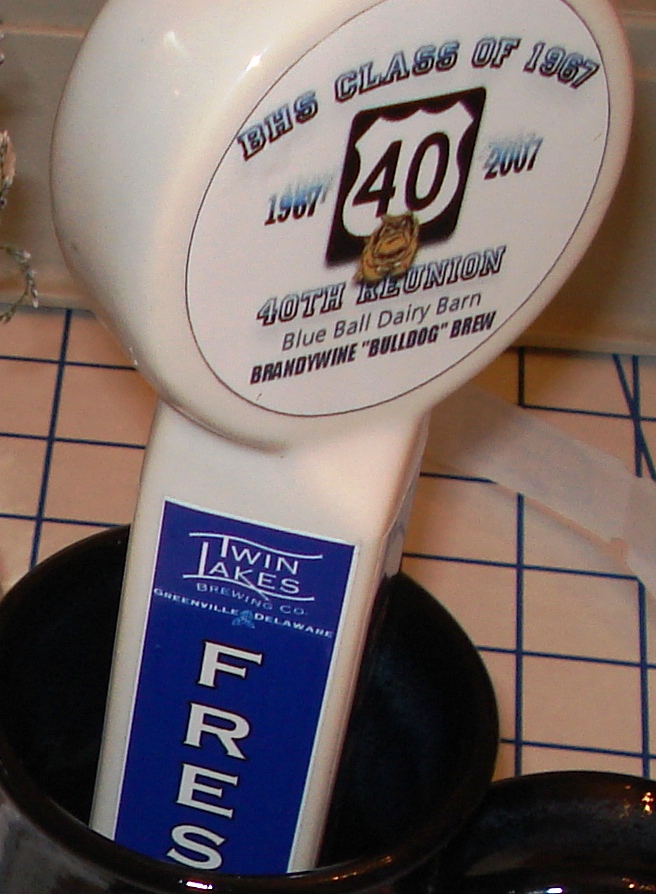 BHS CLASS OF 1967
40
1967 2007
40TH REUNION
Blue Ball Dairy Barn
BRANDYWINE "BULLDOG" BREW
TWIN
LAKES
BREWING CO.
GREENVILLE DELAWARE
FRES